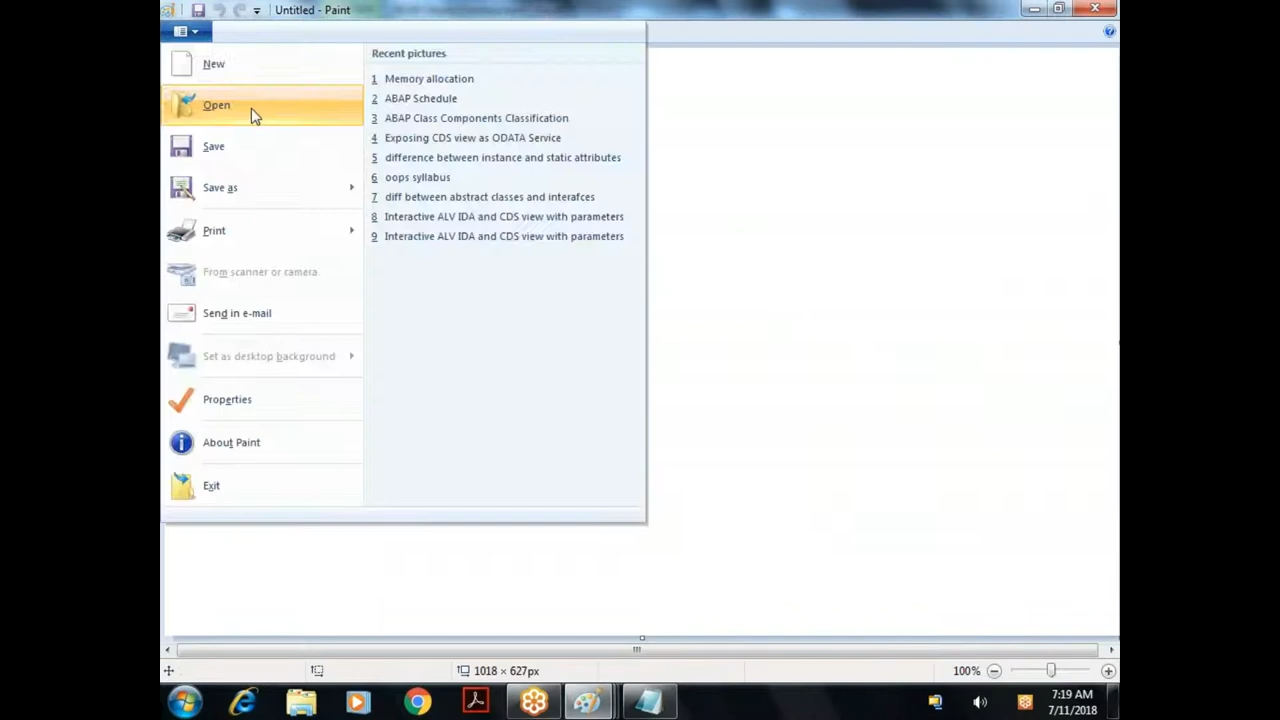 Untitled - Paint
New
Open
Save
Save as
Print
From scanner or camera
Send in e-mail
Set as desktop background
Properties
About Paint
Exit
Recent pictures
1 Memory allocation
2 ABAP Schedule
3 ABAP Class Components Classification
4 Exposing CDS view as ODATA Service
5 difference between instance and static attributes
6 oops syllabus
7 diff between abstract classes and interafces
8 Interactive ALV IDA and CDS view with parameters
9 Interactive ALV IDA and CDS view with parameters
1018 × 627px
100%
7:19 AM
7/11/2018